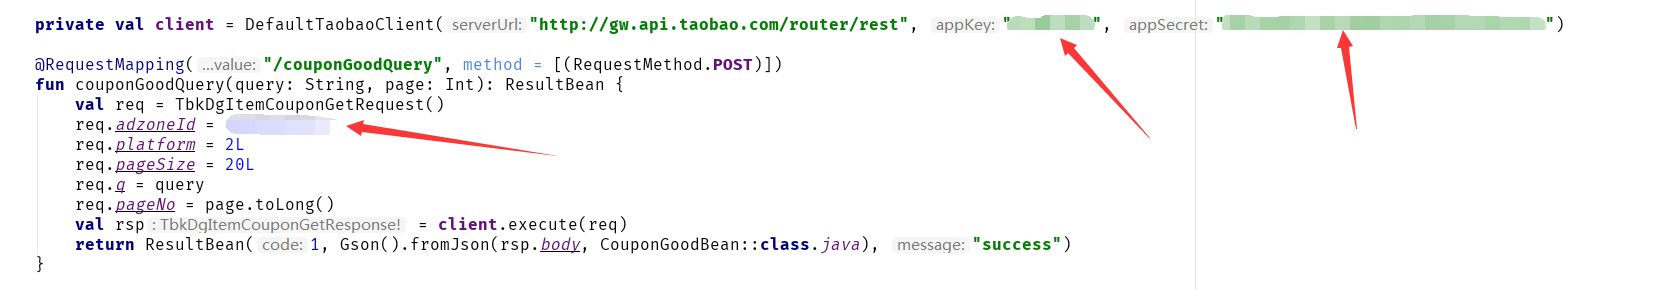 private val client = DefaultTaobaoClient( serverUrl: "http://gw.api.taobao.com/router/rest", appKey: "", appSecret: "")
@RequestMapping( ...value: "/couponGoodQuery", method = [(RequestMethod.POST)])
fun couponGoodQuery(query: String, page: Int): ResultBean {
val req = TbkDgItemCouponGetRequest()
req.adzoneId =
req.platform = 2L
req.pageSize = 20L
req.q = query
req.pageNo = page.toLong()
val rsp : TbkDgItemCouponGetResponse! = client.execute(req)
return ResultBean( code: 1, Gson().fromJson(rsp.body, CouponGoodBean::class.java), message: "success")
}